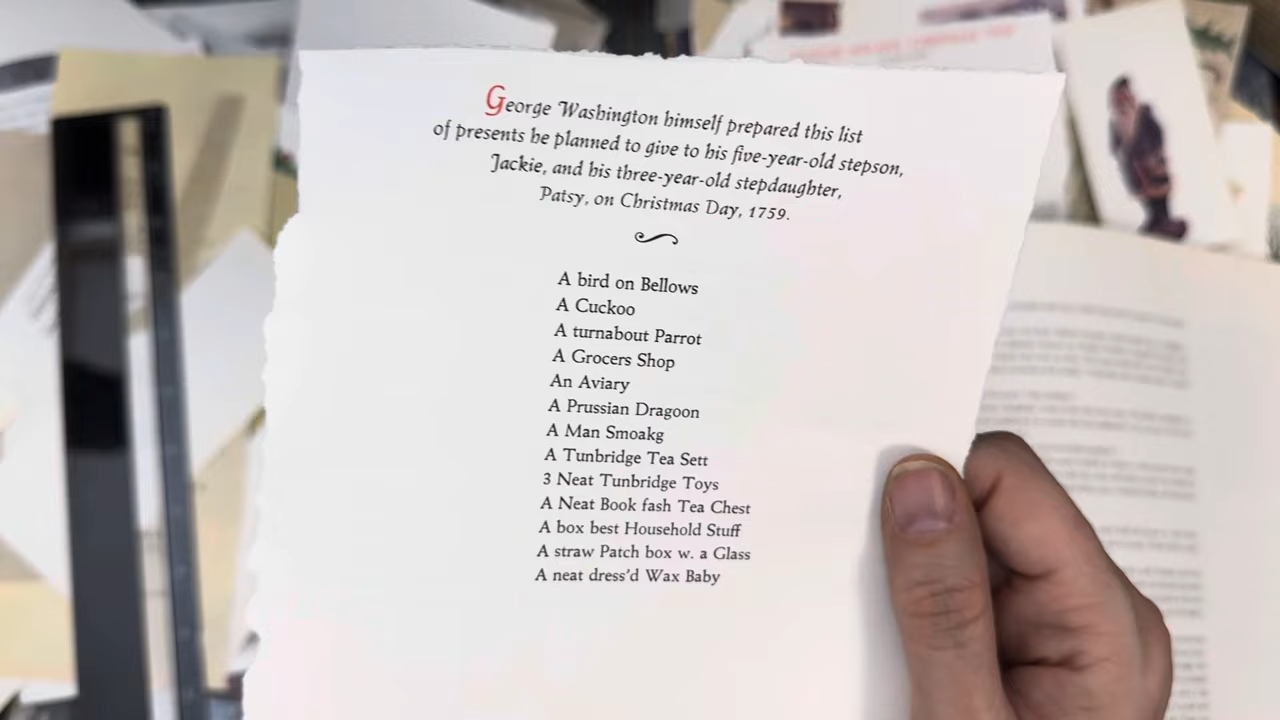 George Washington himself prepared this list
of presents he planned to give to his five-year-old stepson,
Jackie, and his three-year-old stepdaughter,
Patsy, on Christmas Day, 1759.
A bird on Bellows
A Cuckoo
A turnabout Parrot
A Grocers Shop
An Aviary
A Prussian Dragoon
A Man Smoakg
A Tunbridge Tea Sett
3 Neat Tunbridge Toys
A Neat Book fash Tea Chest
A box best Household Stuff
A straw Patch box w. a Glass
A neat dress'd Wax Baby